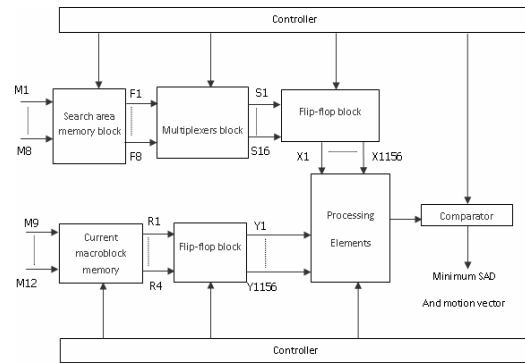 Controller
M1
M8
Search area
memory block
F1
F8
Multiplexers block
S1
S16
Flip-flop block
X1
X1156
M9
M12
Current
macroblock
memory
R1
R4
Flip-flop block
Y1
Y1156
Processing
Elements
Comparator
Minimum SAD
And motion vector
Controller